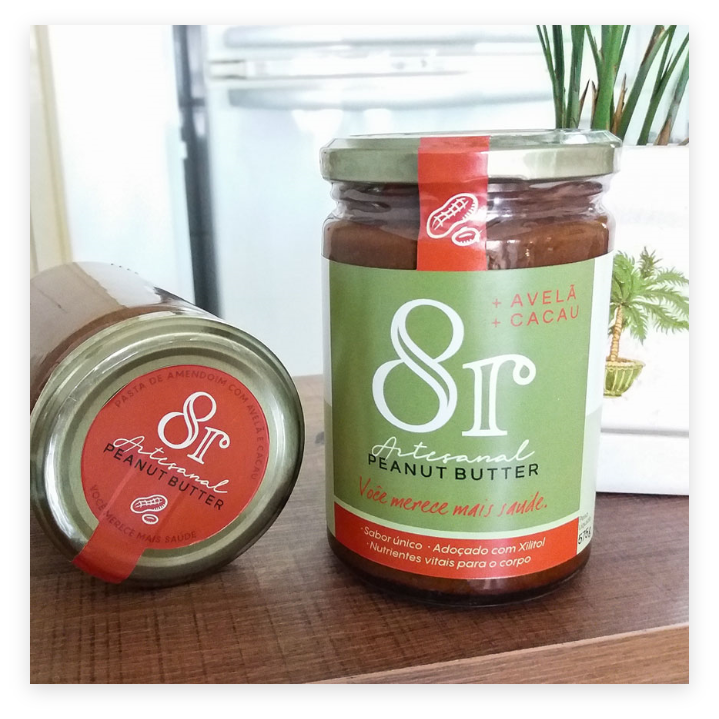 + AVELÃ
+ CACAU
8r
Artesanal
PEANUT BUTTER
Você merece mais saúde.
·Sabor único ·Adoçado com Xilitol
·Nutrientes vitais para o corpo
PASTA DE AMENDOIM COM AVELÃ E CACAU
8r
Artesanal
PEANUT BUTTER
VOCÊ MERECE MAIS SAÚDE